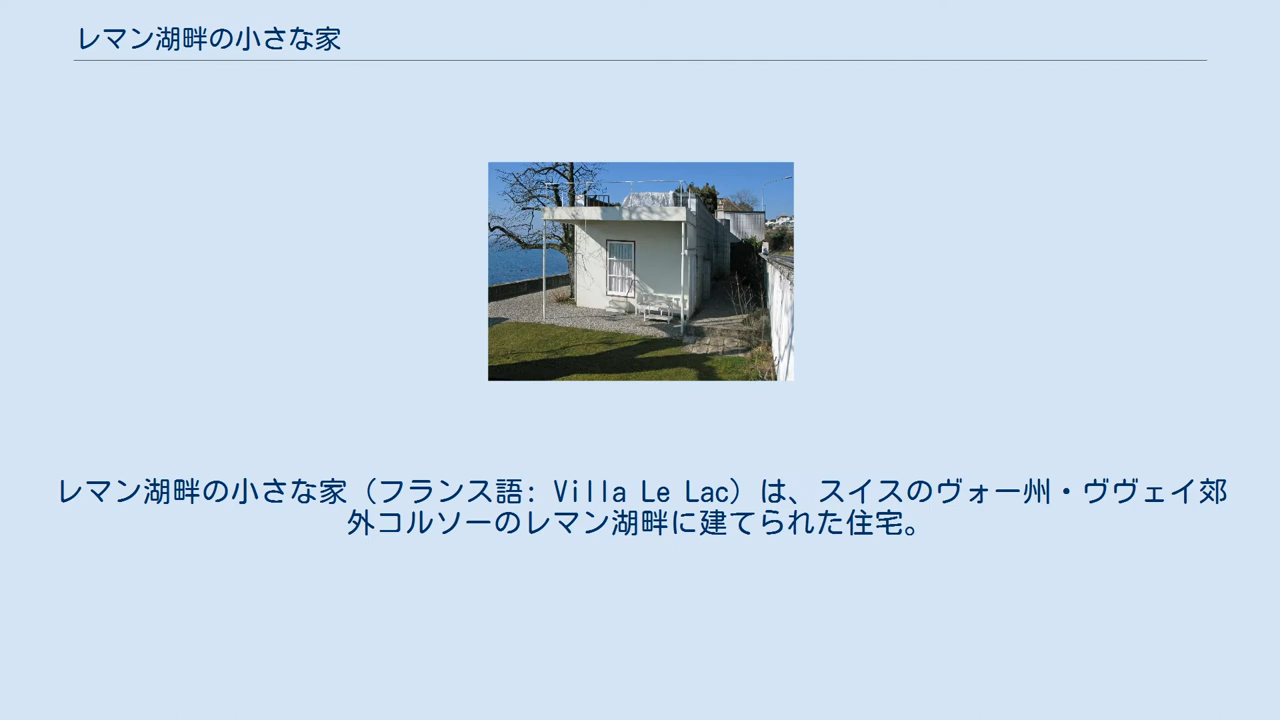 レマン湖畔の小さな家
レマン湖畔の小さな家（フランス語: Villa Le Lac）は、スイスのヴォー州・ヴヴェイ郊
外コルソーのレマン湖畔に建てられた住宅。